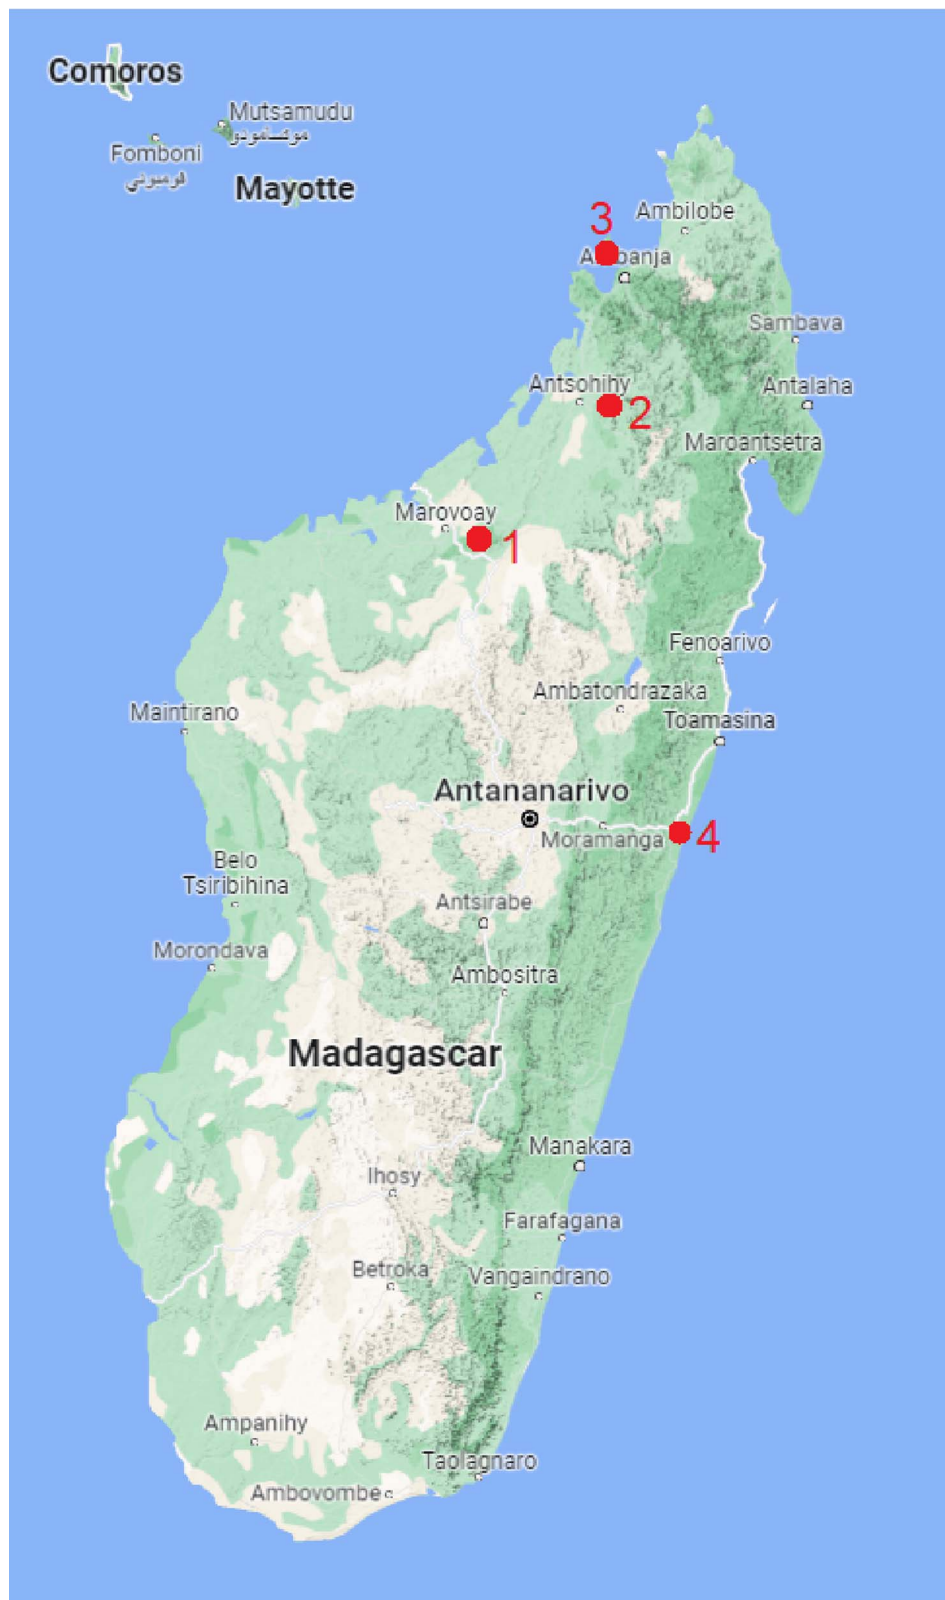 Comoros
Mutsamudu
موتسامودو
Fomboni
فومبوني
Mayotte
Ambilobe
3
Sambava
Antsohihy
Antalaha
2
Maroantsetra
Marovoay
1
Fenoarivo
Ambatondrazaka
Maintirano
Toamasina
Antananarivo
Moramanga
4
Belo
Tsiribihina
Antsirabe
Morondava
Ambositra
Madagascar
Manakara
Ihosy
Farafagana
Betroka
Vangaindrano
Ampanihy
Taolagnaro
Ambovombe